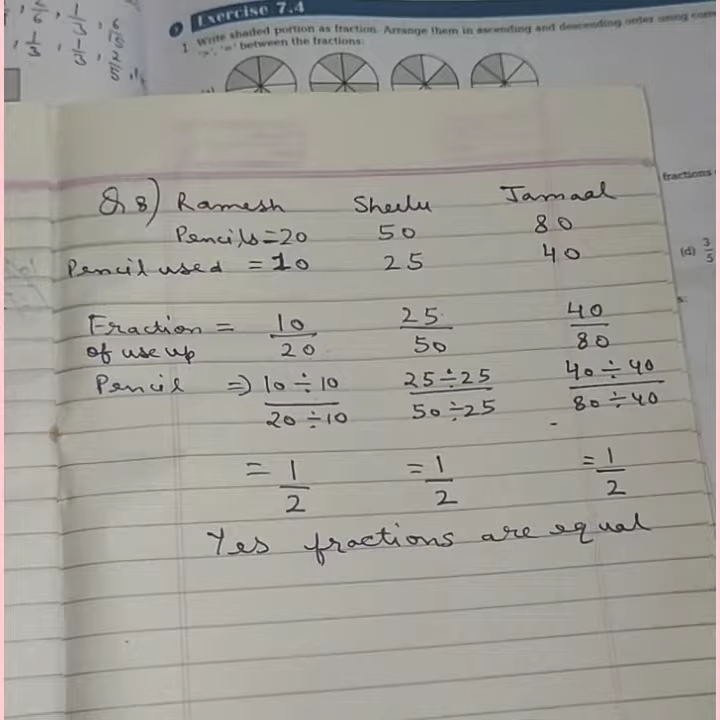 Exercise 7.4
1 Write shaded portion as fraction. Arrange them in ascending and descending order using
'>', '=' between the fractions:
fractions
(d) 3/5
Q.8) Ramesh Sheelu Jamaal
Pencils=20 50 80
Pencil used =10 25 40
Fraction = 10/20 25/50 40/80
of use up
Pencil => 10÷10/20÷10 25÷25/50÷25 40÷40/80÷40
=1/2 =1/2 =1/2
Yes fractions are equal